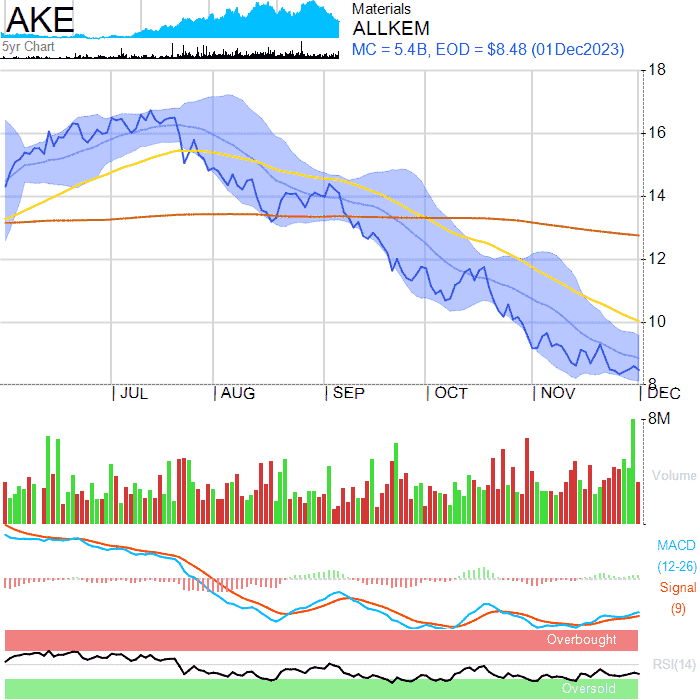 AKE
5yr Chart
Materials
ALLKEM
MC = 5.4B, EOD = $8.48 (01Dec2023)
18
16
14
12
10
8
JUL AUG SEP OCT NOV DEC
8M
Volume
MACD
(12-26)
Signal
(9)
Overbought
RSI(14)
Oversold